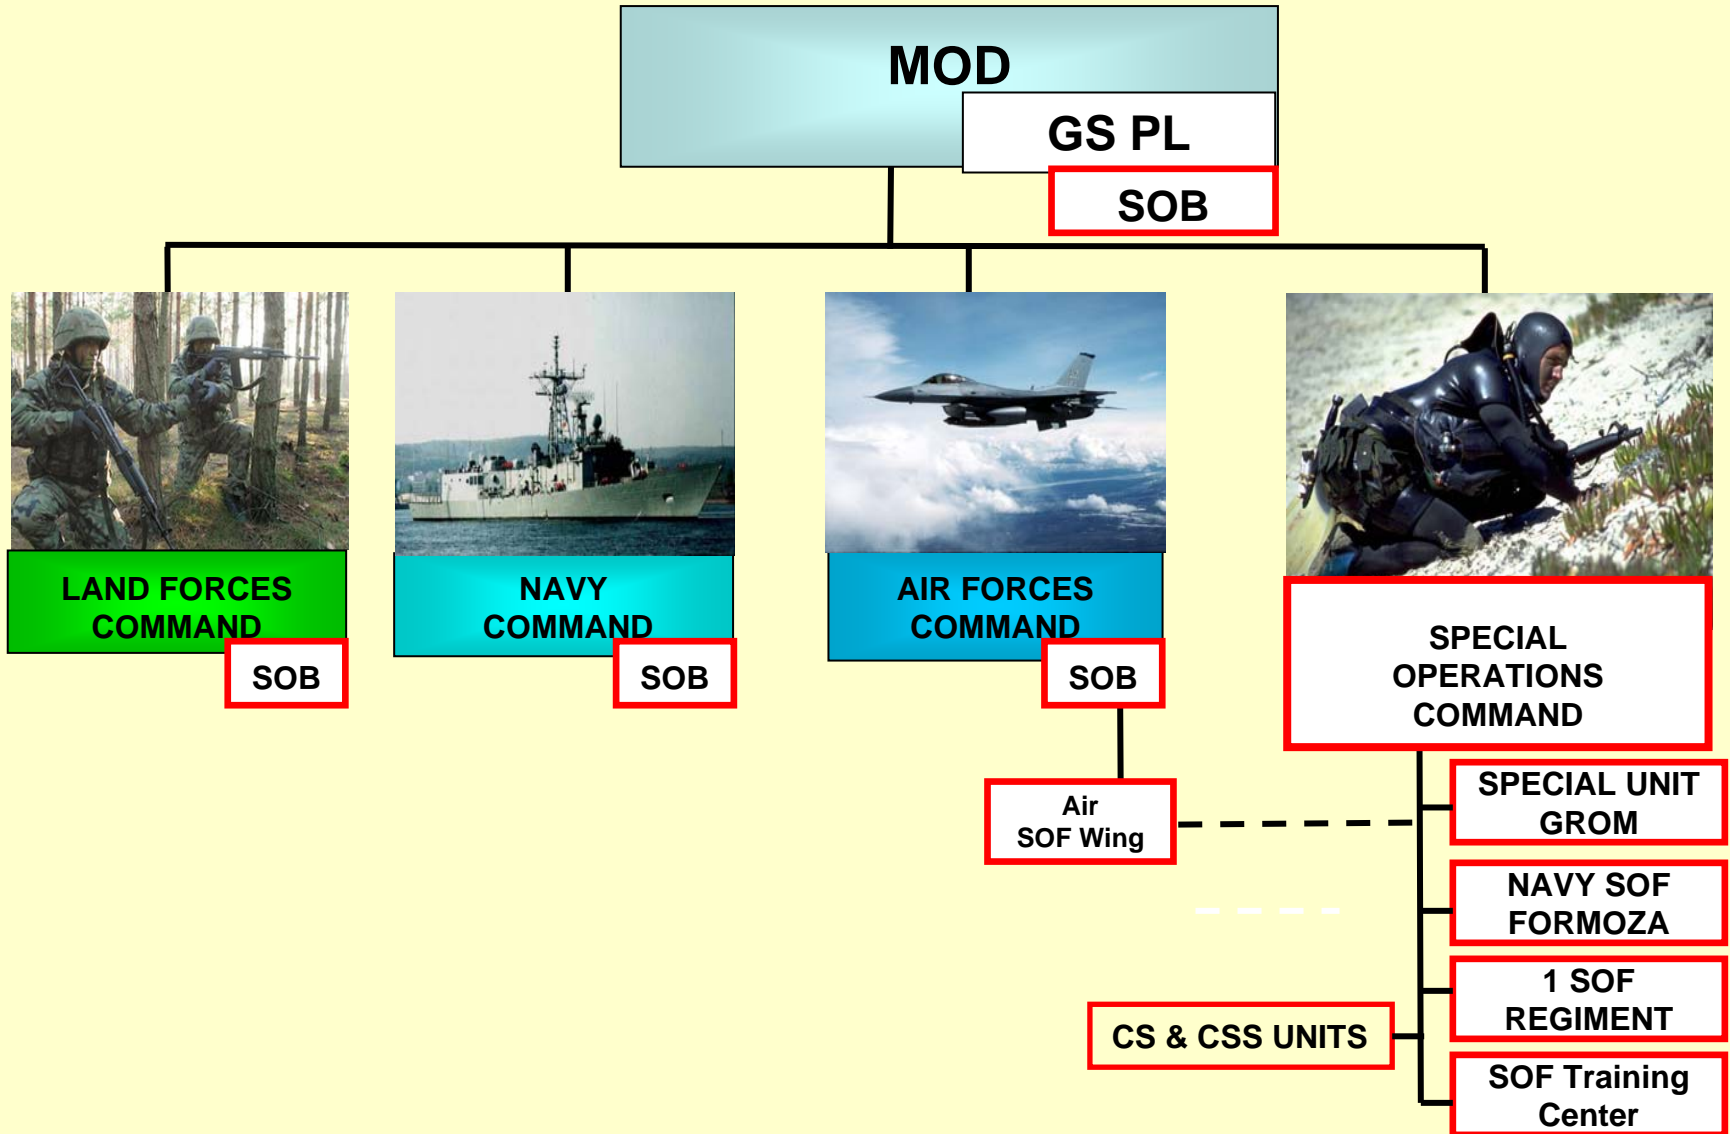 MOD
GS PL
SOB
LAND FORCES
COMMAND
SOB
NAVY
COMMAND
SOB
AIR FORCES
COMMAND
SOB
SPECIAL
OPERATIONS
COMMAND
Air
SOF Wing
SPECIAL UNIT
GROM
NAVY SOF
FORMOZA
1 SOF
REGIMENT
CS & CSS UNITS
SOF Training
Center